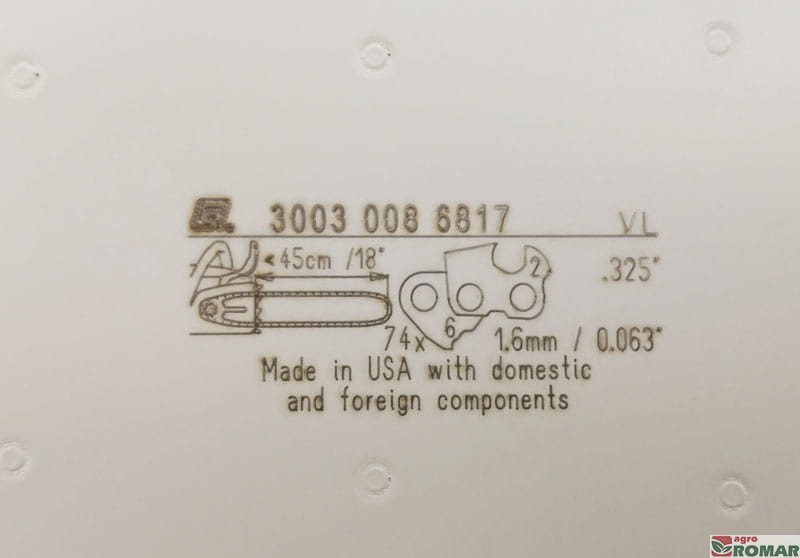 3003 008 6817 VL
<45cm /18"
2 .325"
74x 6 1.6mm / 0.063"
Made in USA with domestic
and foreign components
agro
ROMAR